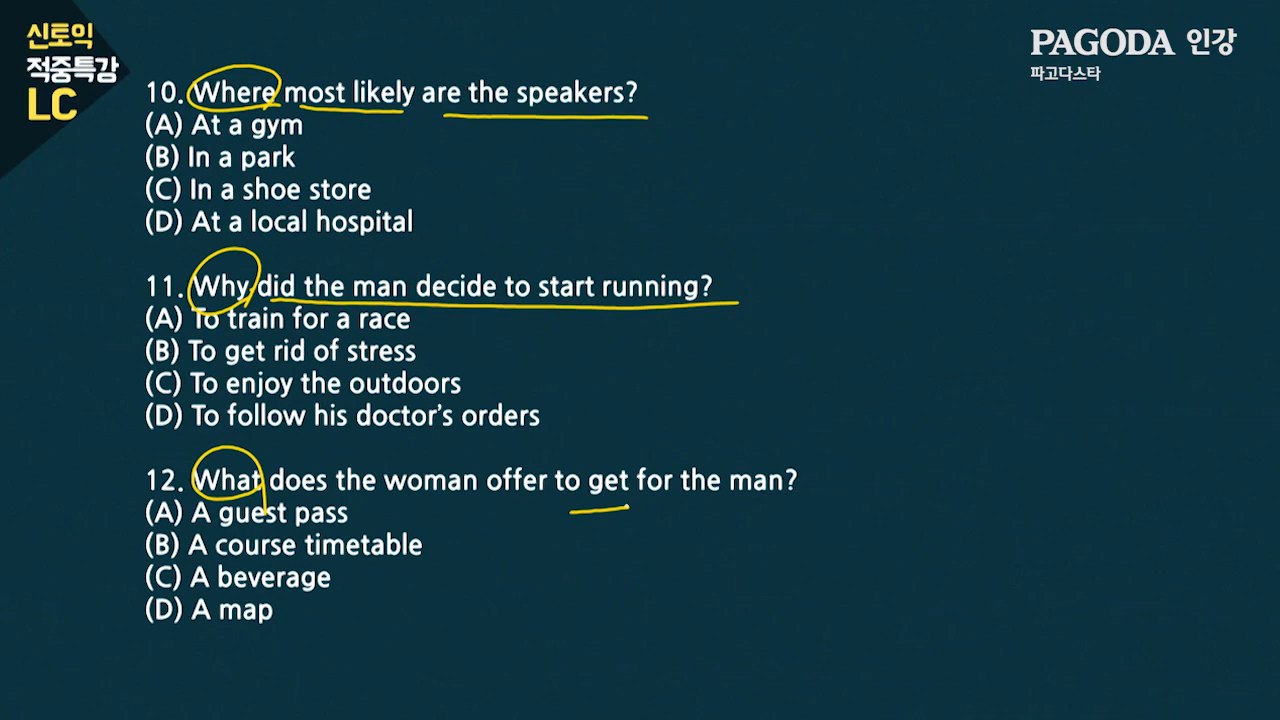 신토익
적중특강
LC
PAGODA 인강
파고다스타
10. Where most likely are the speakers?
(A) At a gym
(B) In a park
(C) In a shoe store
(D) At a local hospital
11. Why did the man decide to start running?
(A) To train for a race
(B) To get rid of stress
(C) To enjoy the outdoors
(D) To follow his doctor's orders
12. What does the woman offer to get for the man?
(A) A guest pass
(B) A course timetable
(C) A beverage
(D) A map